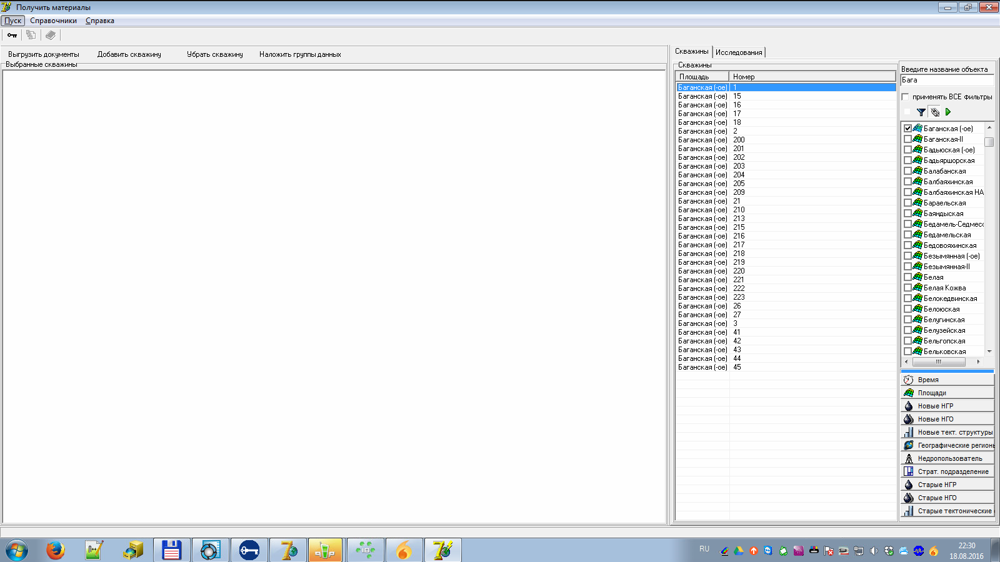 Получить материалы
Пуск Справочники Справка
Выгрузить документы Добавить скважину Убрать скважину Наложить группы данных
Выбранные скважины
Скважины Исследования
Скважины
Площадь Номер
Баганская (-ое) 1
Баганская (-ое) 15
Баганская (-ое) 16
Баганская (-ое) 17
Баганская (-ое) 18
Баганская (-ое) 2
Баганская (-ое) 200
Баганская (-ое) 201
Баганская (-ое) 202
Баганская (-ое) 203
Баганская (-ое) 204
Баганская (-ое) 205
Баганская (-ое) 209
Баганская (-ое) 21
Баганская (-ое) 210
Баганская (-ое) 213
Баганская (-ое) 215
Баганская (-ое) 216
Баганская (-ое) 217
Баганская (-ое) 218
Баганская (-ое) 219
Баганская (-ое) 220
Баганская (-ое) 221
Баганская (-ое) 222
Баганская (-ое) 223
Баганская (-ое) 26
Баганская (-ое) 27
Баганская (-ое) 3
Баганская (-ое) 41
Баганская (-ое) 42
Баганская (-ое) 43
Баганская (-ое) 44
Баганская (-ое) 45
Введите название объекта
Бага
применять ВСЕ фильтры
Баганская (-ое)
Баганская-II
Бадьюская (-ое)
Бадьяршорская
Балабанская
Балбаяхинская
Балбаяхинская НА
Бараельская
Баяндыская
Бедамель-Седмесс
Бедамельская
Бедовояхинская
Безымянная (-ое)
Безымянная-II
Белая
Белая Кожва
Белокедвинская
Белоюская
Белугинская
Белузейская
Бельгопская
Бельковская
Время
Площади
Новые НГР
Новые НГО
Новые тект. структуры
Географические регионы
Недропользователь
Страт. подразделение
Старые НГР
Старые НГО
Старые тектонические
RU
22:30
18.08.2016